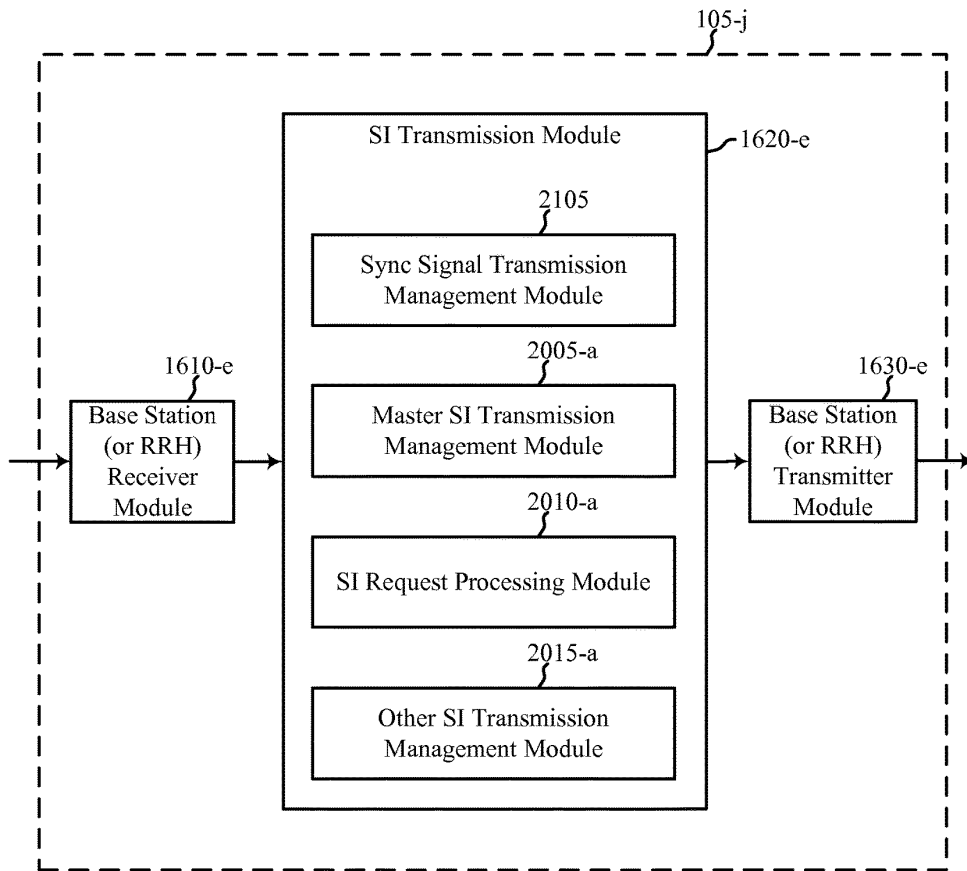 105-j
SI Transmission Module
1620-e
2105
Sync Signal Transmission
Management Module
2005-a
Master SI Transmission
Management Module
1610-e
Base Station
(or RRH)
Receiver
Module
1630-e
Base Station
(or RRH)
Transmitter
Module
2010-a
SI Request Processing Module
2015-a
Other SI Transmission
Management Module